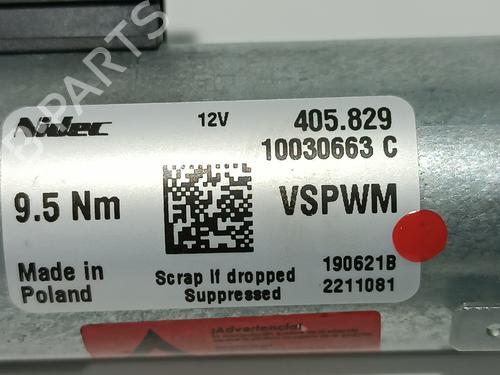 B-PARTS
Nidec 12V 405.829
10030663 C
9.5 Nm VSPWM
Made in
Poland
Scrap If dropped
Suppressed
190621B
2211081
¡Advertencia!